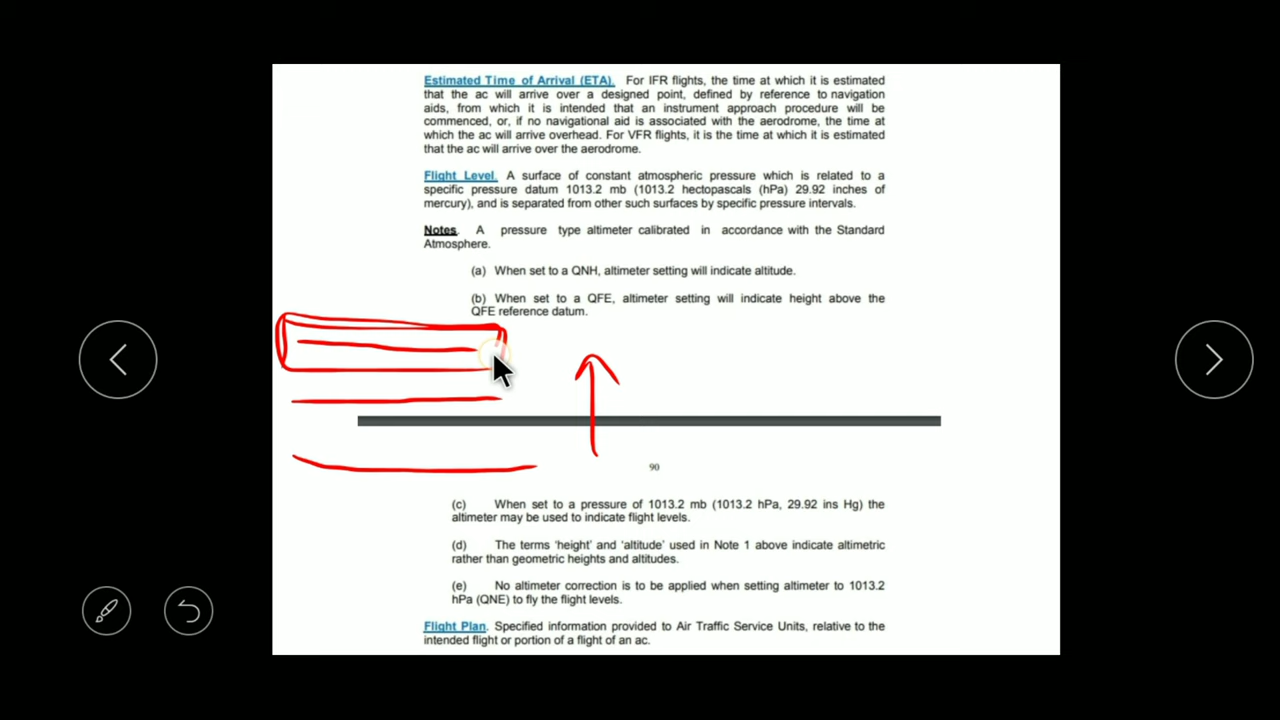 Estimated Time of Arrival (ETA). For IFR flights, the time at which it is estimated
that the ac will arrive over a designed point, defined by reference to navigation
aids, from which it is intended that an instrument approach procedure will be
commenced, or, if no navigational aid is associated with the aerodrome, the time at
which the ac will arrive overhead. For VFR flights, it is the time at which it is estimated
that the ac will arrive over the aerodrome.
Flight Level. A surface of constant atmospheric pressure which is related to a
specific pressure datum 1013.2 mb (1013.2 hectopascals (hPa) 29.92 inches of
mercury), and is separated from other such surfaces by specific pressure intervals.
Notes. A pressure type altimeter calibrated in accordance with the Standard
Atmosphere.
(a) When set to a QNH, altimeter setting will indicate altitude.
(b) When set to a QFE, altimeter setting will indicate height above the
QFE reference datum.
90
(c) When set to a pressure of 1013.2 mb (1013.2 hPa, 29.92 ins Hg) the
altimeter may be used to indicate flight levels.
(d) The terms 'height' and 'altitude' used in Note 1 above indicate altimetric
rather than geometric heights and altitudes.
(e) No altimeter correction is to be applied when setting altimeter to 1013.2
hPa (QNE) to fly the flight levels.
Flight Plan. Specified information provided to Air Traffic Service Units, relative to the
intended flight or portion of a flight of an ac.